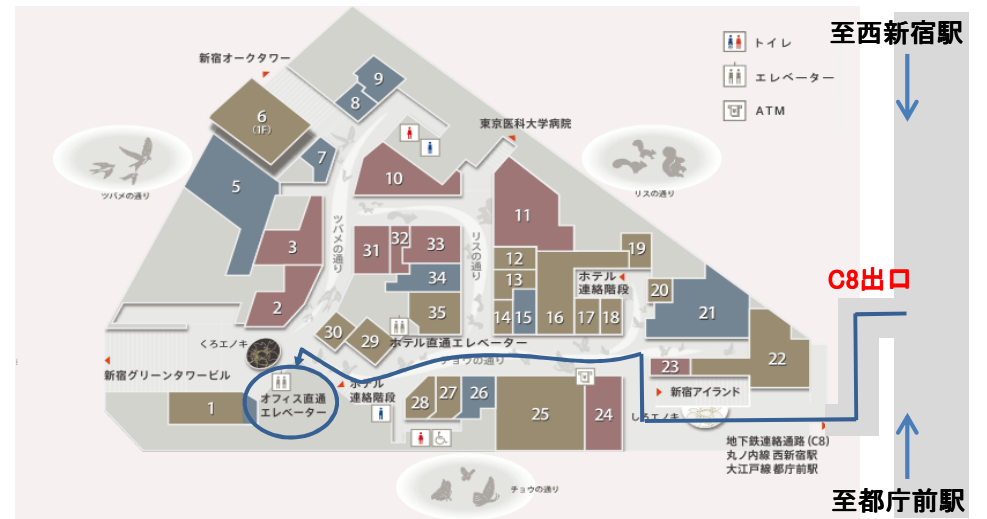 至西新宿駅
トイレ
新宿オークタワー
エレベーター
9
8
ATM
6
(1F)
東京医科大学病院
7
10
5
ツバメの通り
リスの通り
11
ツバメの通り
3
31
32
33
リスの通り
19
12
34
13
ホテル
連絡階段
C8出口
20
2
35
14
15
16
17
18
21
30
29
ホテル直通エレベーター
くろエノキ
チョウの通り
22
新宿グリーンタワービル
23
ホテル
連絡階段
新宿アイランド
オフィス直通
エレベーター
1
28
27
26
25
24
しろエノキ
地下鉄連絡通路 (C8)
丸ノ内線 西新宿駅
大江戸線 都庁前駅
チョウの通り
至都庁前駅